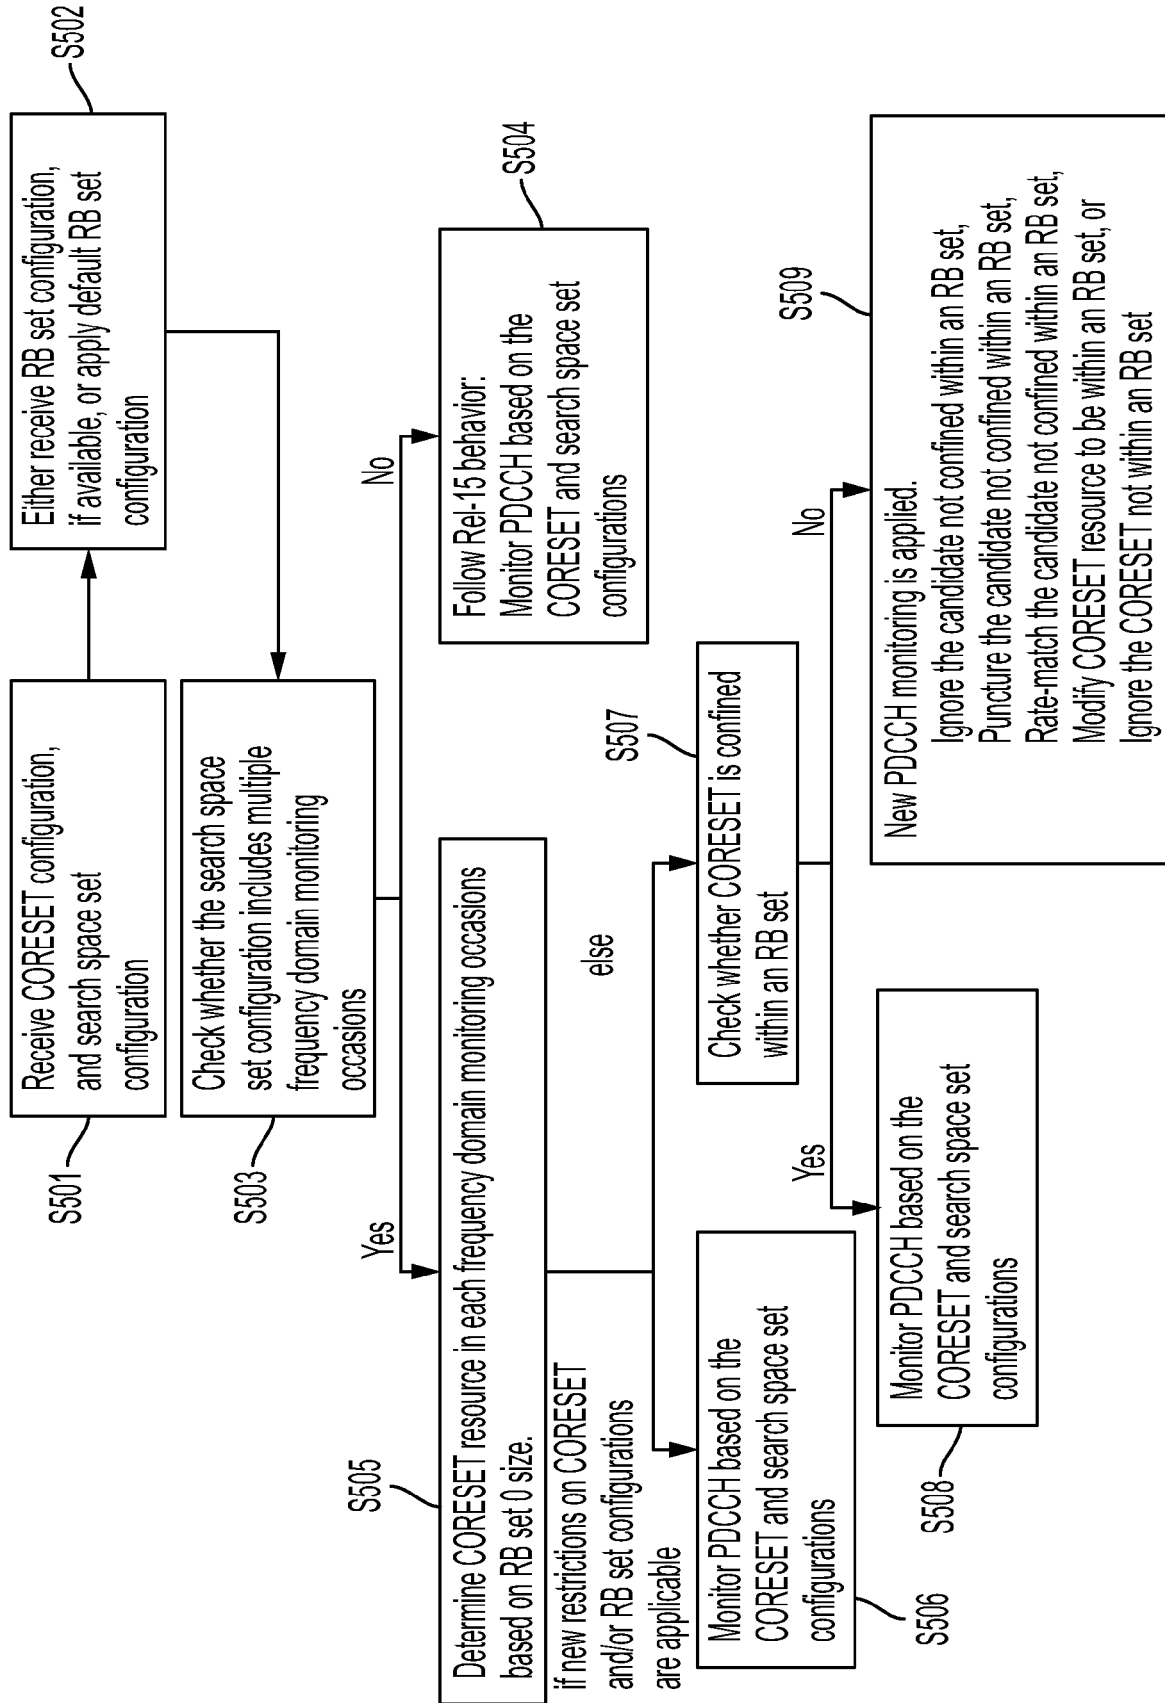 S501
Receive CORESET configuration,
and search space set
configuration
S502
Either receive RB set configuration,
if available, or apply default RB set
configuration
S503
Check whether the search space
set configuration includes multiple
frequency domain monitoring
occasions
Yes
No
S504
Follow Rel-15 behavior:
Monitor PDCCH based on the
CORESET and search space set
configurations
S505
Determine CORESET resource in each frequency domain monitoring occasions
based on RB set 0 size.
if new restrictions on CORESET
and/or RB set configurations
are applicable
else
S506
Monitor PDCCH based on the
CORESET and search space set
configurations
S507
Check whether CORESET is confined
within an RB set
Yes
No
S508
Monitor PDCCH based on the
CORESET and search space set
configurations
S509
New PDCCH monitoring is applied.
Ignore the candidate not confined within an RB set,
Puncture the candidate not confined within an RB set,
Rate-match the candidate not confined within an RB set,
Modify CORESET resource to be within an RB set, or
Ignore the CORESET not within an RB set